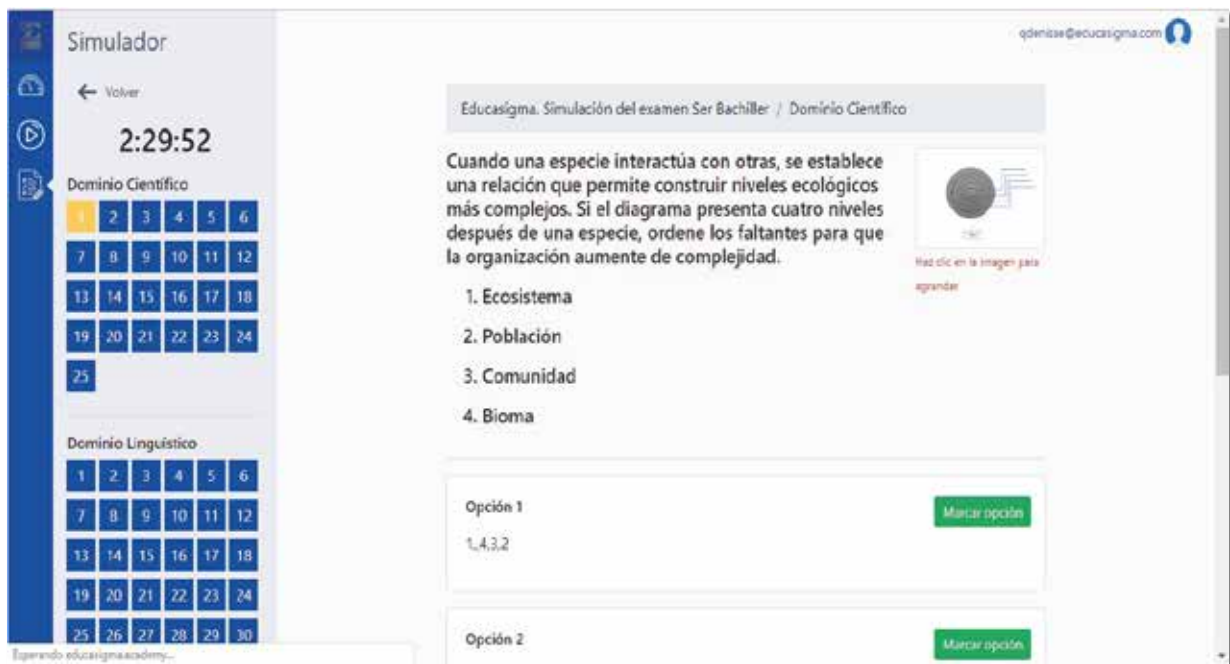 Simulador
Volver
2:29:52
Dominio Científico
1 2 3 4 5 6
7 8 9 10 11 12
13 14 15 16 17 18
19 20 21 22 23 24
25
Dominio Linguístico
1 2 3 4 5 6
7 8 9 10 11 12
13 14 15 16 17 18
19 20 21 22 23 24
25 26 27 28 29 30
Esperando educasigma.academy...
qdenisse@educasigma.com
Educasigma. Simulación del examen Ser Bachiller / Dominio Científico
Cuando una especie interactúa con otras, se establece
una relación que permite construir niveles ecológicos
más complejos. Si el diagrama presenta cuatro niveles
después de una especie, ordene los faltantes para que
la organización aumente de complejidad.
Haz clic en la imagen para
agrandar
1. Ecosistema
2. Población
3. Comunidad
4. Bioma
Opción 1
Marcar opción
1,,4,3,2
Opción 2
Marcar opción